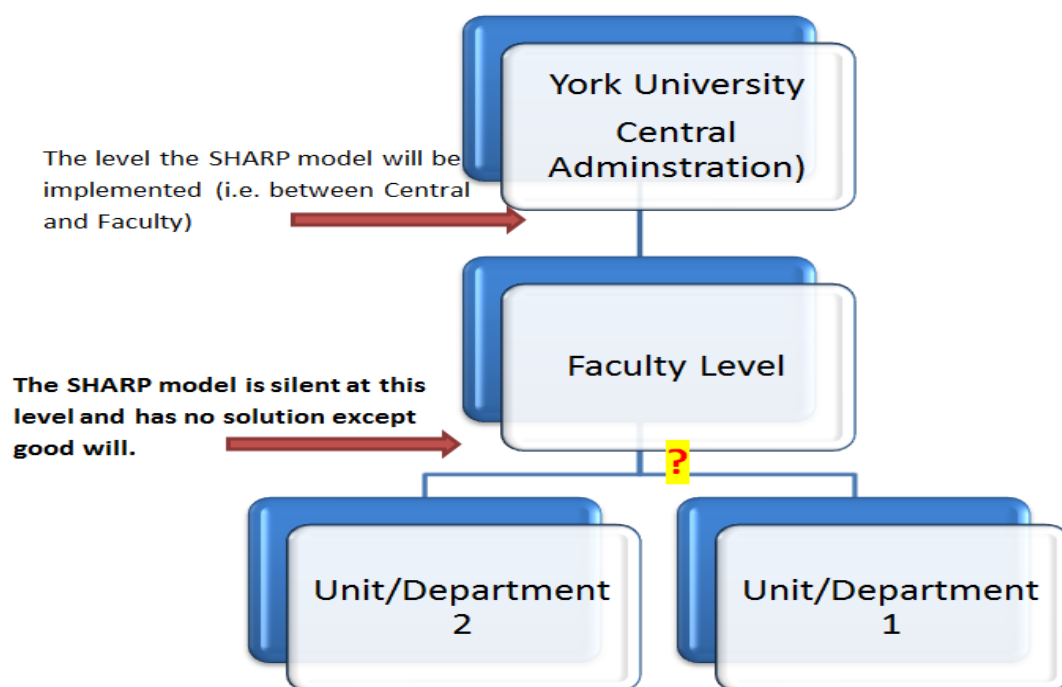 York University
Central
Adminstration)
The level the SHARP model will be
implemented (i.e. between Central
and Faculty)
Faculty Level
The SHARP model is silent at this
level and has no solution except
good will.
?
Unit/Department
2
Unit/Department
1